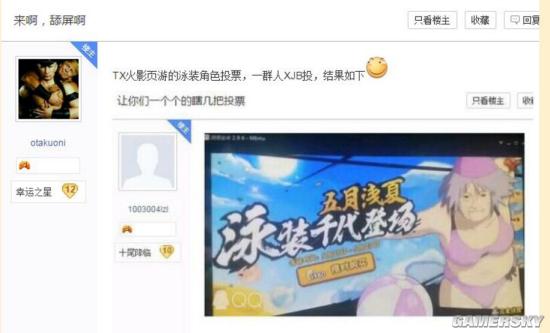 来啊，舔屏啊
只看楼主
收藏
回复
楼主
TX火影页游的泳装角色投票，一群人XJB投，结果如下
让你们一个个的瞎几把投票
只看楼主
收
otakuoni
幸运之星 12
楼主
1003004lzl
十尾降临 10
五月浅夏
泳装千代登场
QQ
GAMERSKY